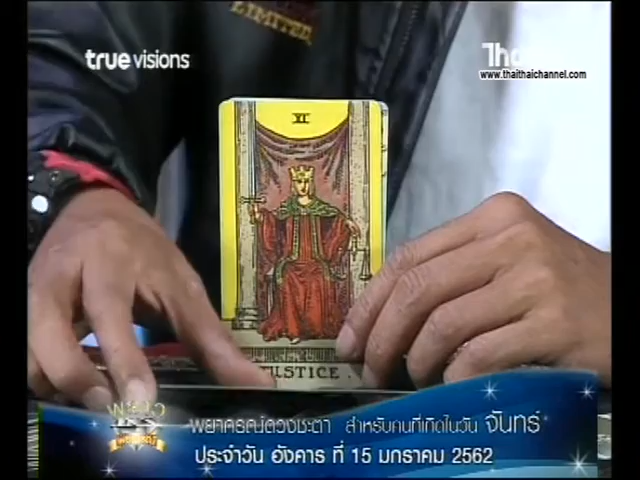 LIMITED
true visions
Tha
www.thaithaichannel.com
XI
JUSTICE.
พยากรณ์ดวงชะตา สำหรับคนที่เกิดในวัน จันทร์
ประจำวัน อังคาร ที่ 15 มกราคม 2562